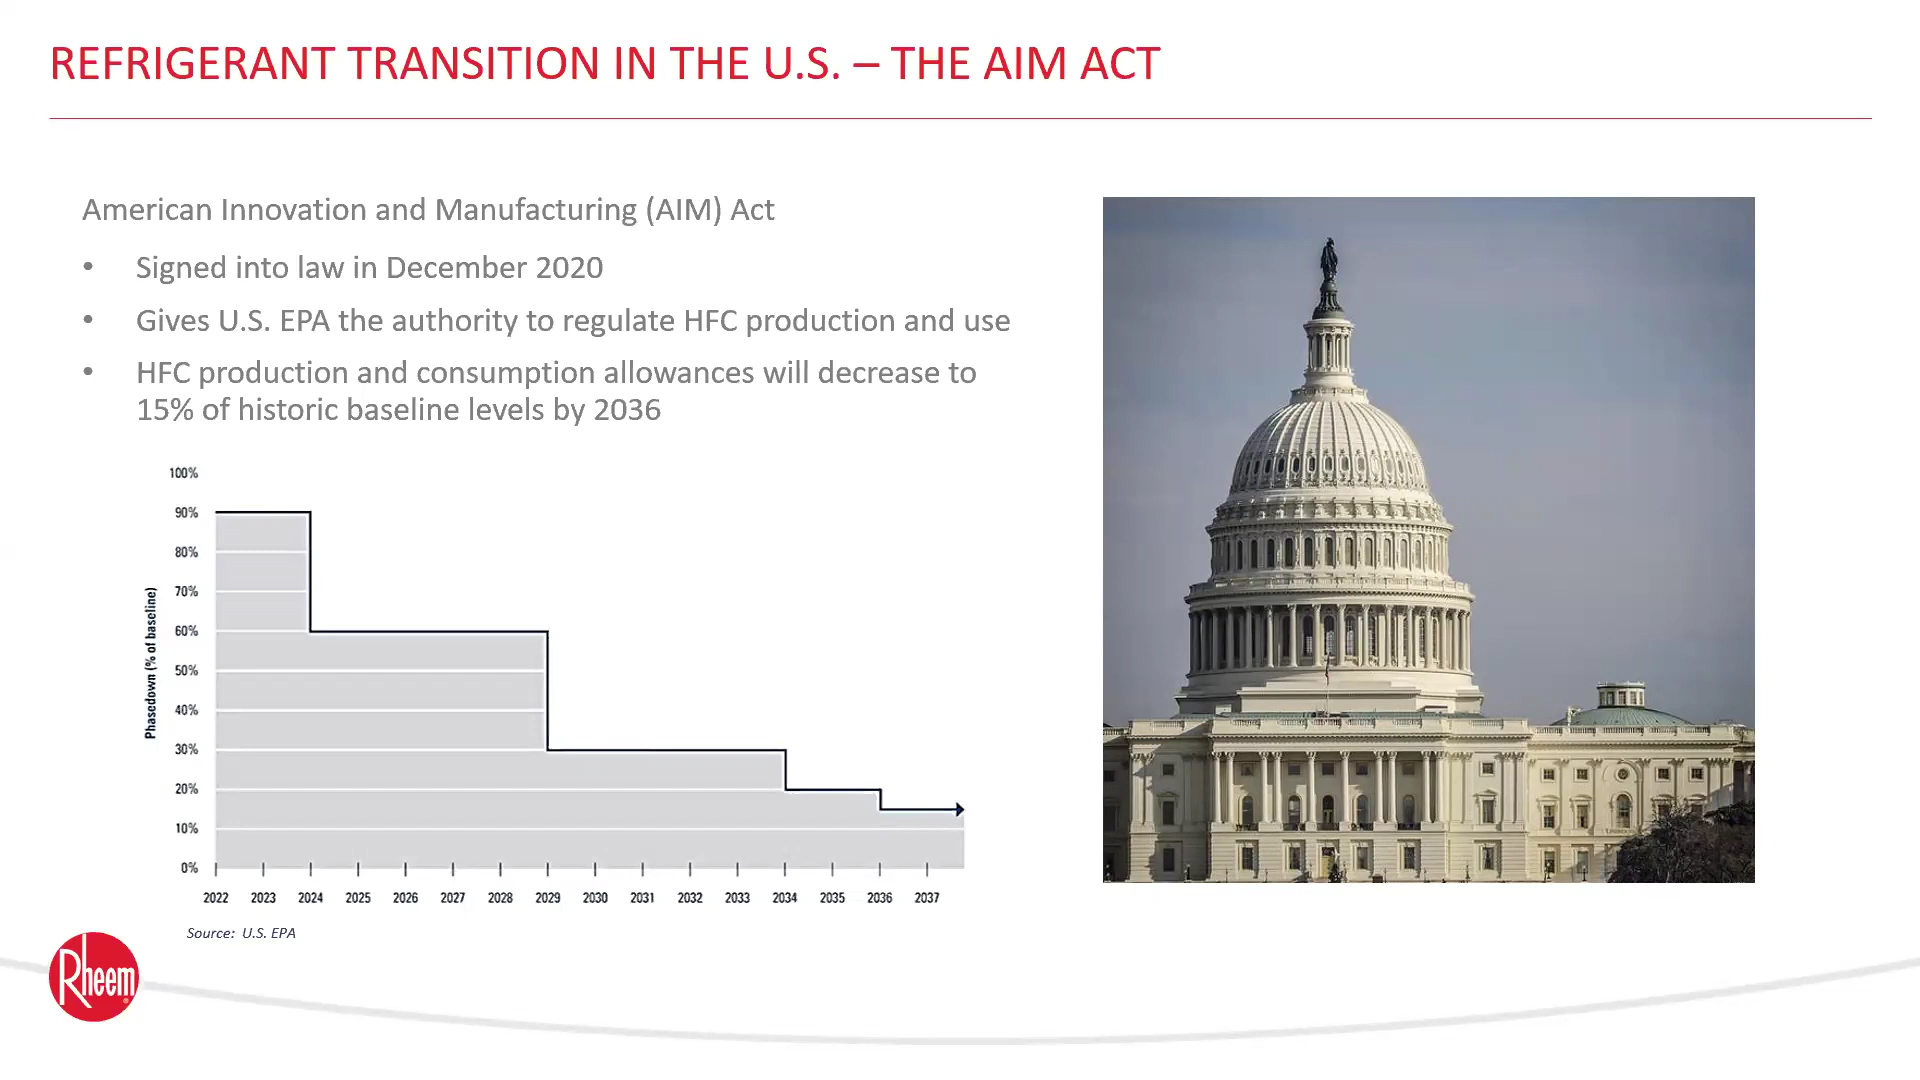 REFRIGERANT TRANSITION IN THE U.S. – THE AIM ACT
American Innovation and Manufacturing (AIM) Act
• Signed into law in December 2020
• Gives U.S. EPA the authority to regulate HFC production and use
• HFC production and consumption allowances will decrease to
15% of historic baseline levels by 2036
Phasedown (% of baseline)
100%
90%
80%
70%
60%
50%
40%
30%
20%
10%
0%
2022 2023 2024 2025 2026 2027 2028 2029 2030 2031 2032 2033 2034 2035 2036 2037
Source: U.S. EPA
Rheem®